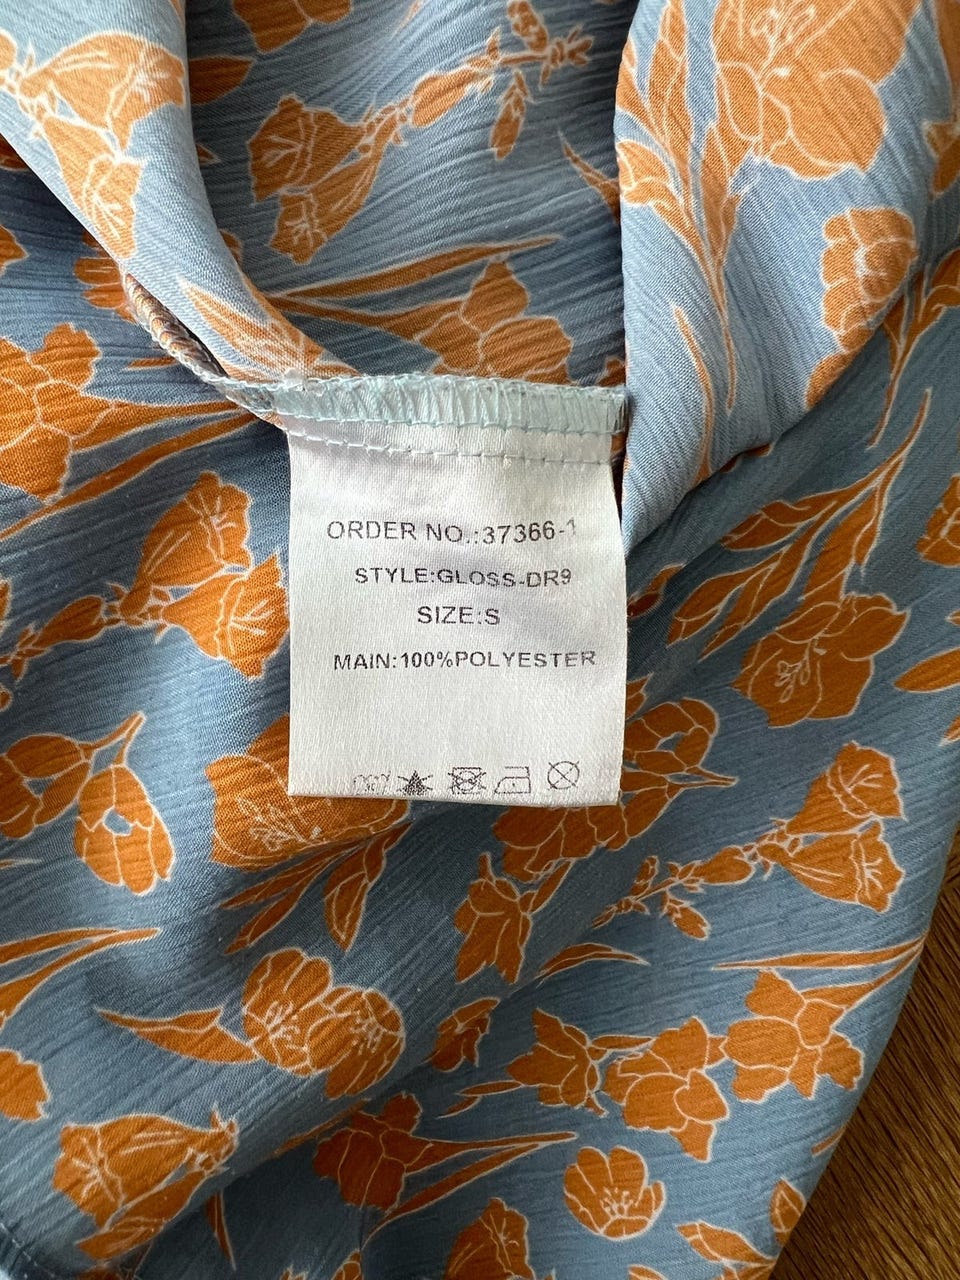 ORDER NO.:37366-1
STYLE:GLOSS-DR9
SIZE:S
MAIN:100%POLYESTER